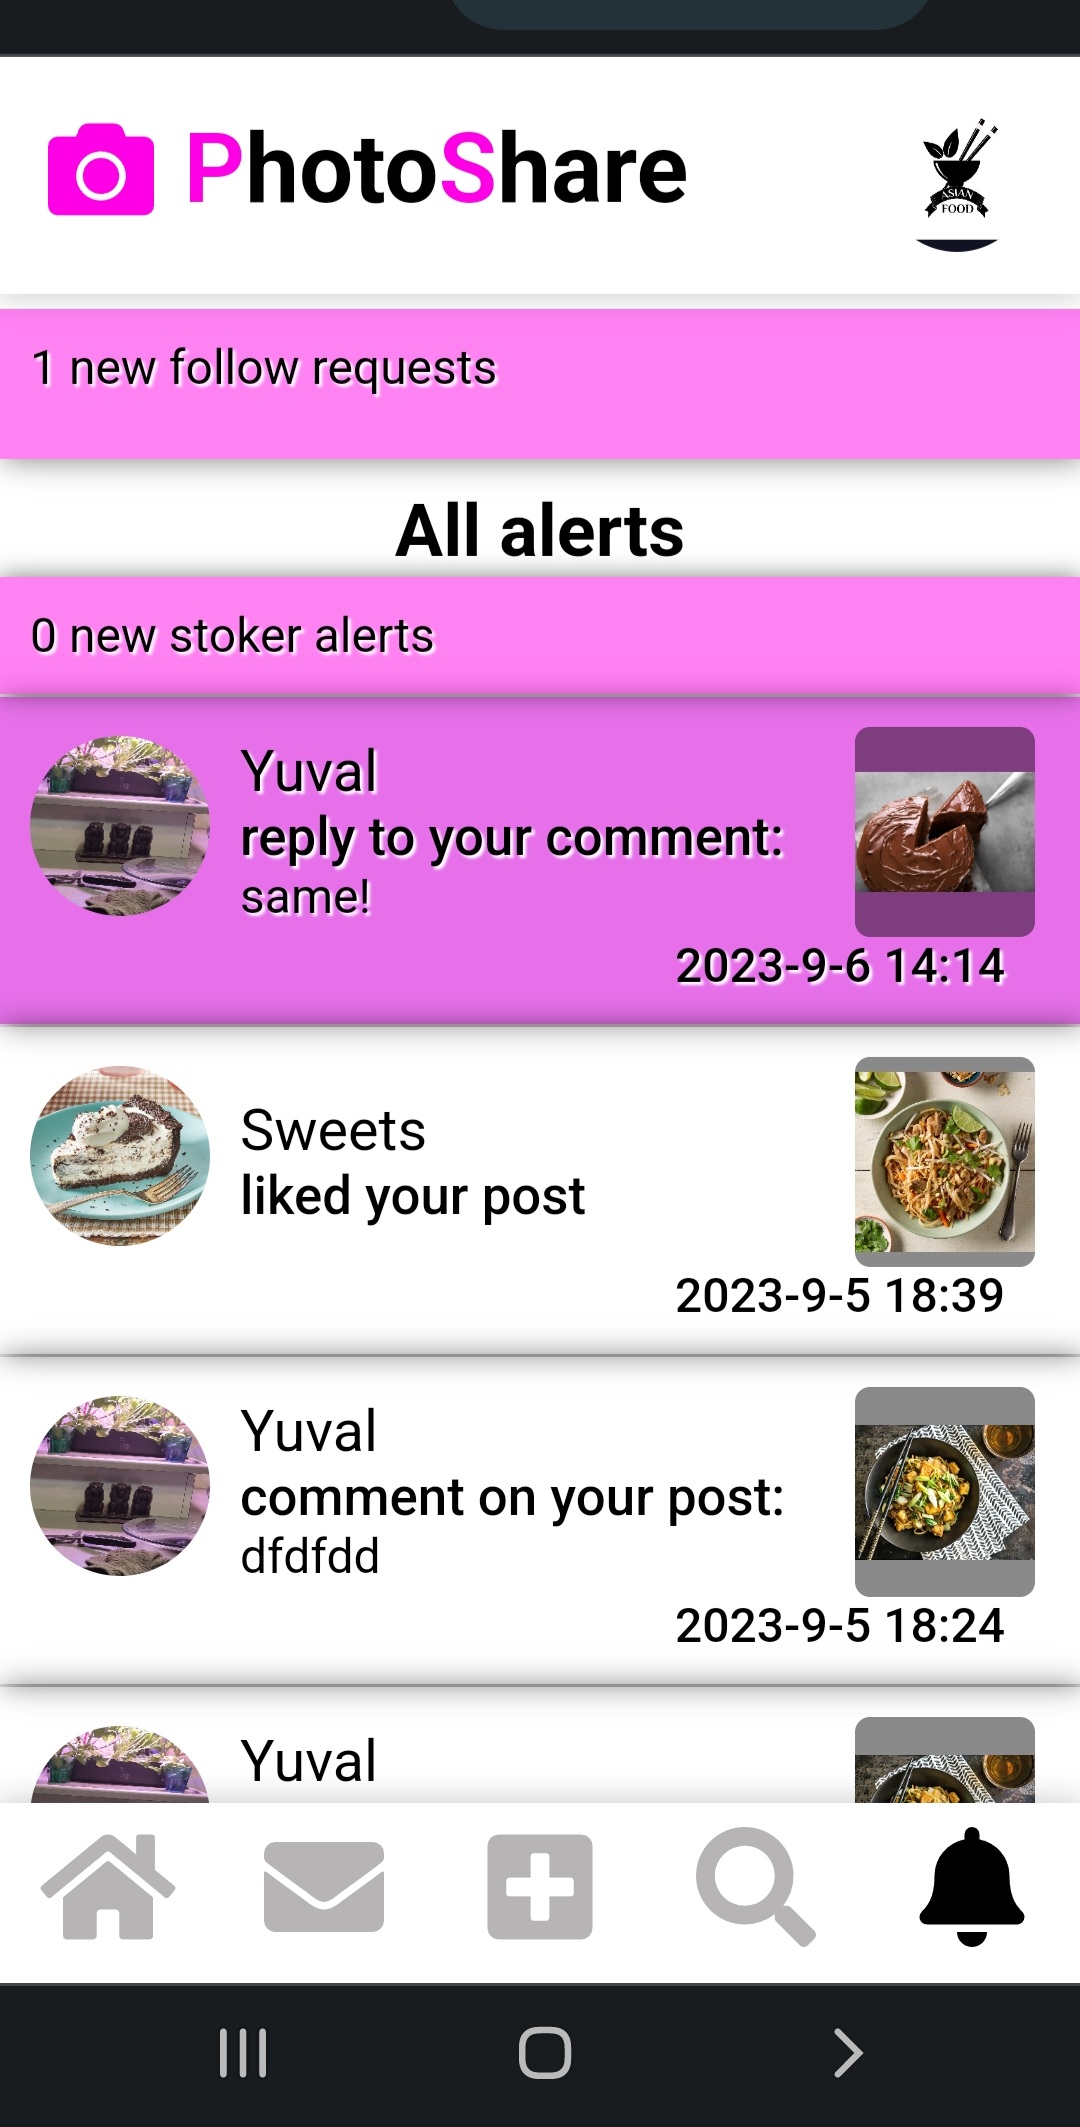 PhotoShare
ASIAN
FOOD
1 new follow requests
All alerts
0 new stoker alerts
Yuval
reply to your comment:
same!
2023-9-6 14:14
Sweets
liked your post
2023-9-5 18:39
Yuval
comment on your post:
dfdfdd
2023-9-5 18:24
Yuval